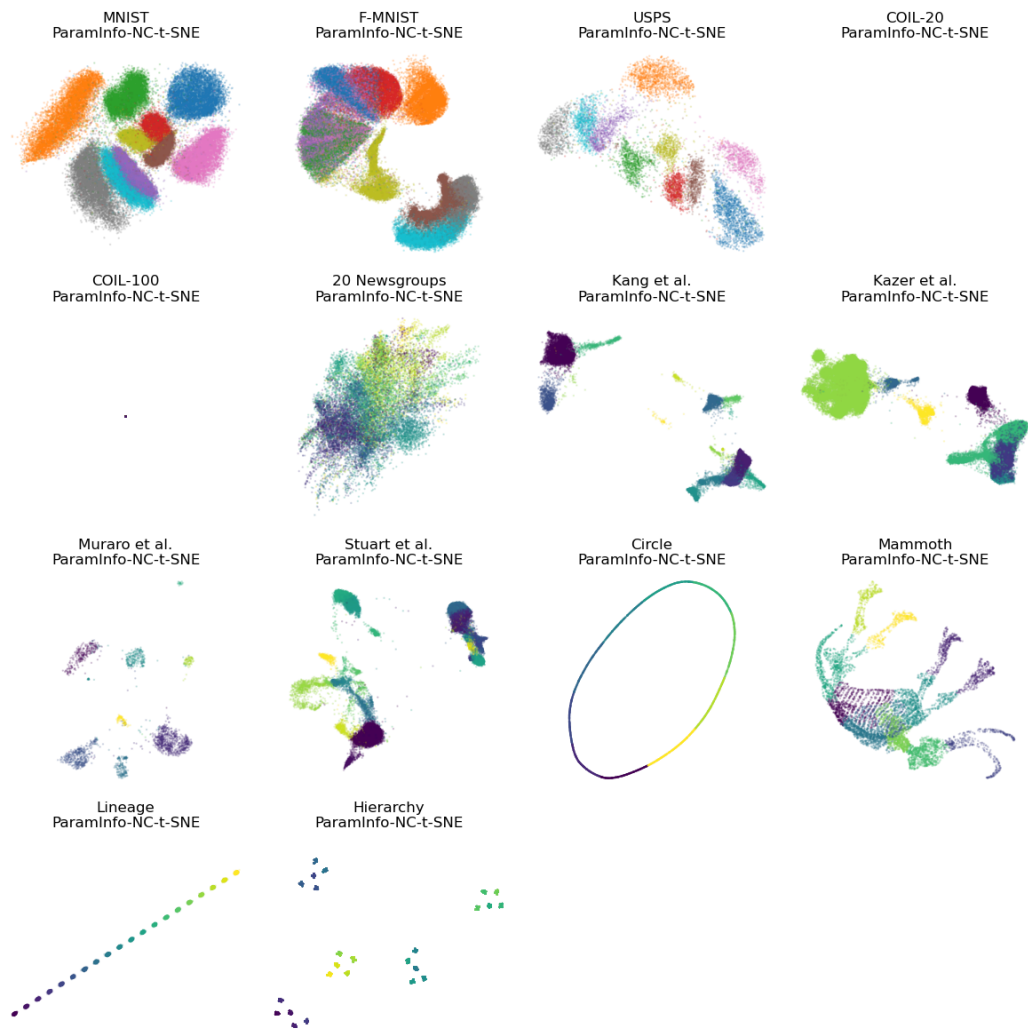 MNIST
ParamInfo-NC-t-SNE
F-MNIST
ParamInfo-NC-t-SNE
USPS
ParamInfo-NC-t-SNE
COIL-20
ParamInfo-NC-t-SNE
COIL-100
ParamInfo-NC-t-SNE
20 Newsgroups
ParamInfo-NC-t-SNE
Kang et al.
ParamInfo-NC-t-SNE
Kazer et al.
ParamInfo-NC-t-SNE
Muraro et al.
ParamInfo-NC-t-SNE
Stuart et al.
ParamInfo-NC-t-SNE
Circle
ParamInfo-NC-t-SNE
Mammoth
ParamInfo-NC-t-SNE
Lineage
ParamInfo-NC-t-SNE
Hierarchy
ParamInfo-NC-t-SNE